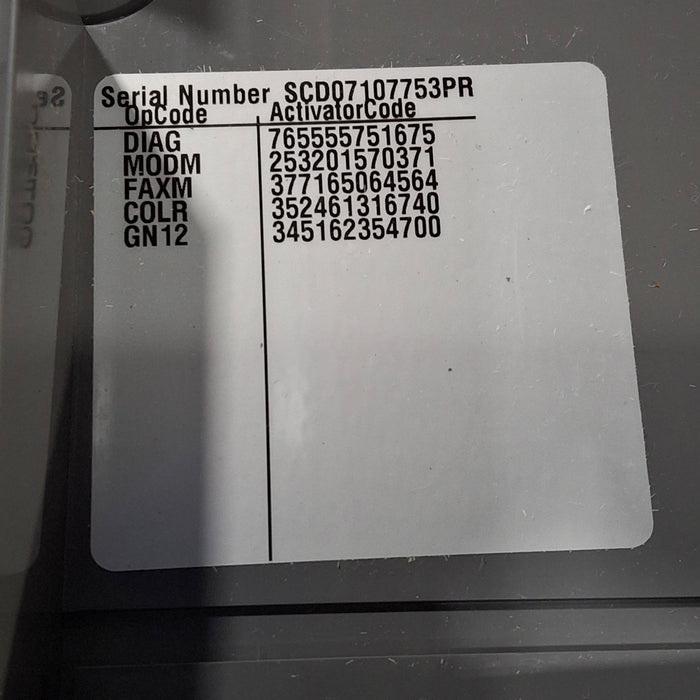 Serial Number SCD07107753PR
OpCode ActivatorCode
DIAG 765555751675
MODM 253201570371
FAXM 377165064564
COLR 352461316740
GN12 345162354700